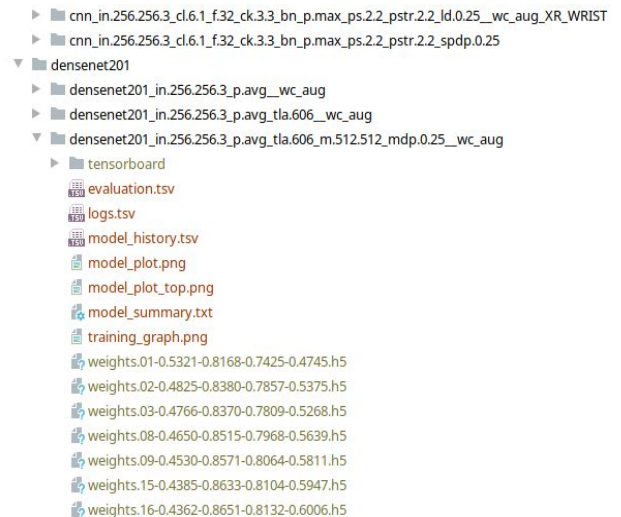 cnn_in.256.256.3_cl.6.1_f.32_ck.3.3_bn_p.max_ps.2.2_pstr.2.2_ld.0.25__wc_aug_XR_WRIST
cnn_in.256.256.3_cl.6.1_f.32_ck.3.3_bn_p.max_ps.2.2_pstr.2.2_spdp.0.25
densenet201
densenet201_in.256.256.3_p.avg__wc_aug
densenet201_in.256.256.3_p.avg_tla.606__wc_aug
densenet201_in.256.256.3_p.avg_tla.606_m.512.512_mdp.0.25__wc_aug
tensorboard
evaluation.tsv
logs.tsv
model_history.tsv
model_plot.png
model_plot_top.png
model_summary.txt
training_graph.png
weights.01-0.5321-0.8168-0.7425-0.4745.h5
weights.02-0.4825-0.8380-0.7857-0.5375.h5
weights.03-0.4766-0.8370-0.7809-0.5268.h5
weights.08-0.4650-0.8515-0.7968-0.5639.h5
weights.09-0.4530-0.8571-0.8064-0.5811.h5
weights.15-0.4385-0.8633-0.8104-0.5947.h5
weights.16-0.4362-0.8651-0.8132-0.6006.h5